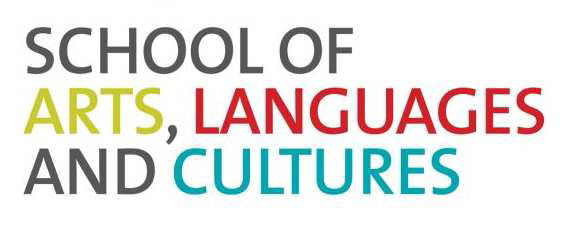 SCHOOL OF
ARTS, LANGUAGES
AND CULTURES